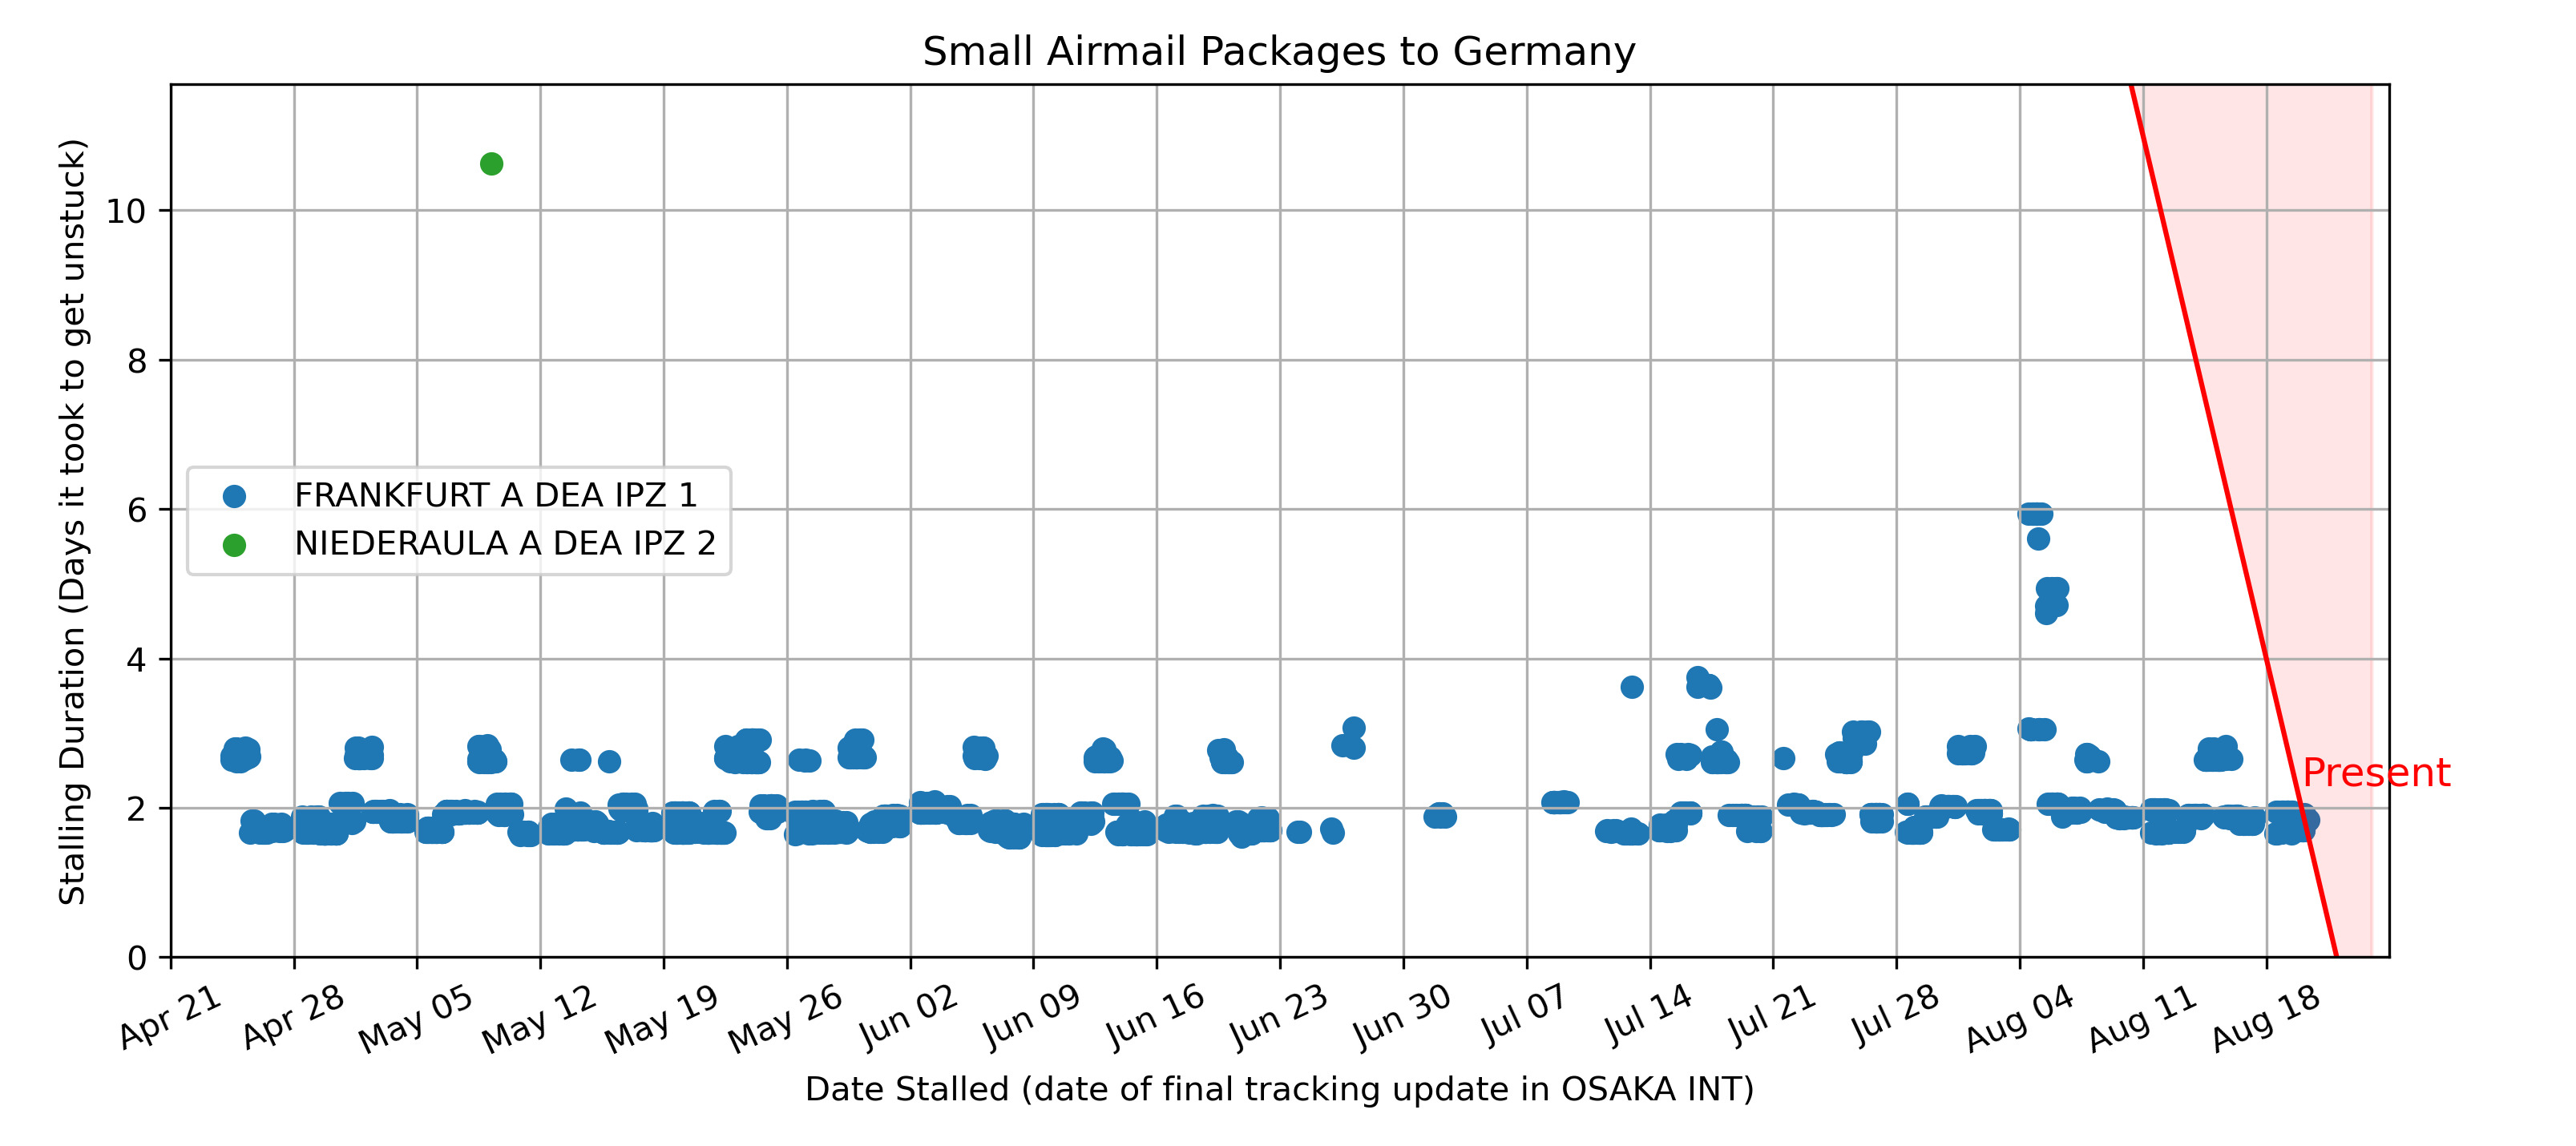 Small Airmail Packages to Germany
Stalling Duration (Days it took to get unstuck)
10
8
6
4
2
0
FRANKFURT A DEA IPZ 1
NIEDERAULA A DEA IPZ 2
Present
Apr 21
Apr 28
May 05
May 12
May 19
May 26
Jun 02
Jun 09
Jun 16
Jun 23
Jun 30
Jul 07
Jul 14
Jul 21
Jul 28
Aug 04
Aug 11
Aug 18
Date Stalled (date of final tracking update in OSAKA INT)